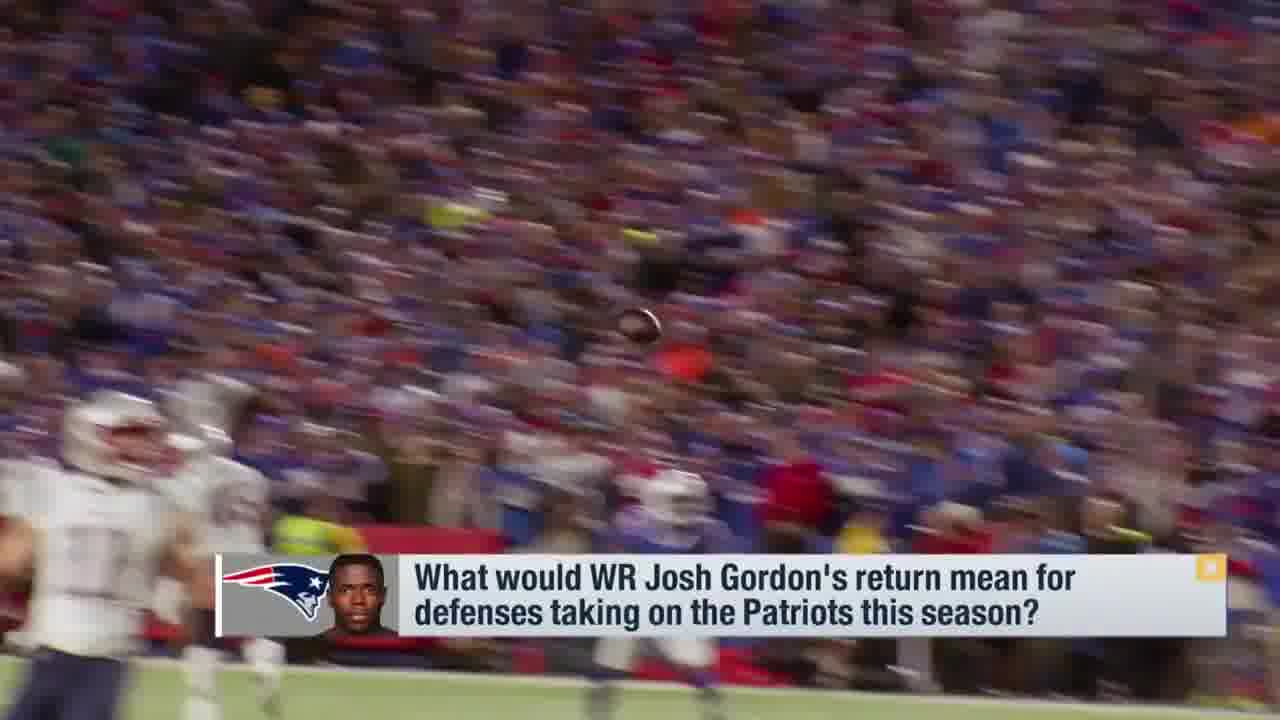 What would WR Josh Gordon's return mean for
defenses taking on the Patriots this season?